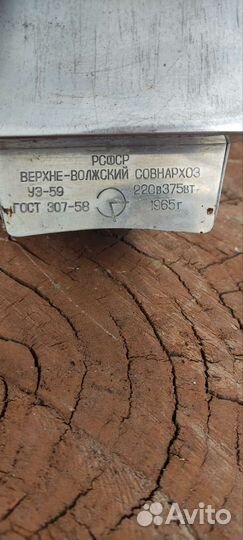 РСФСР
ВЕРХНЕ-ВОЛЖСКИЙ СОВНАРХОЗ
УЭ-59 220в375вт.
ГОСТ 307-58 1965г
Avito